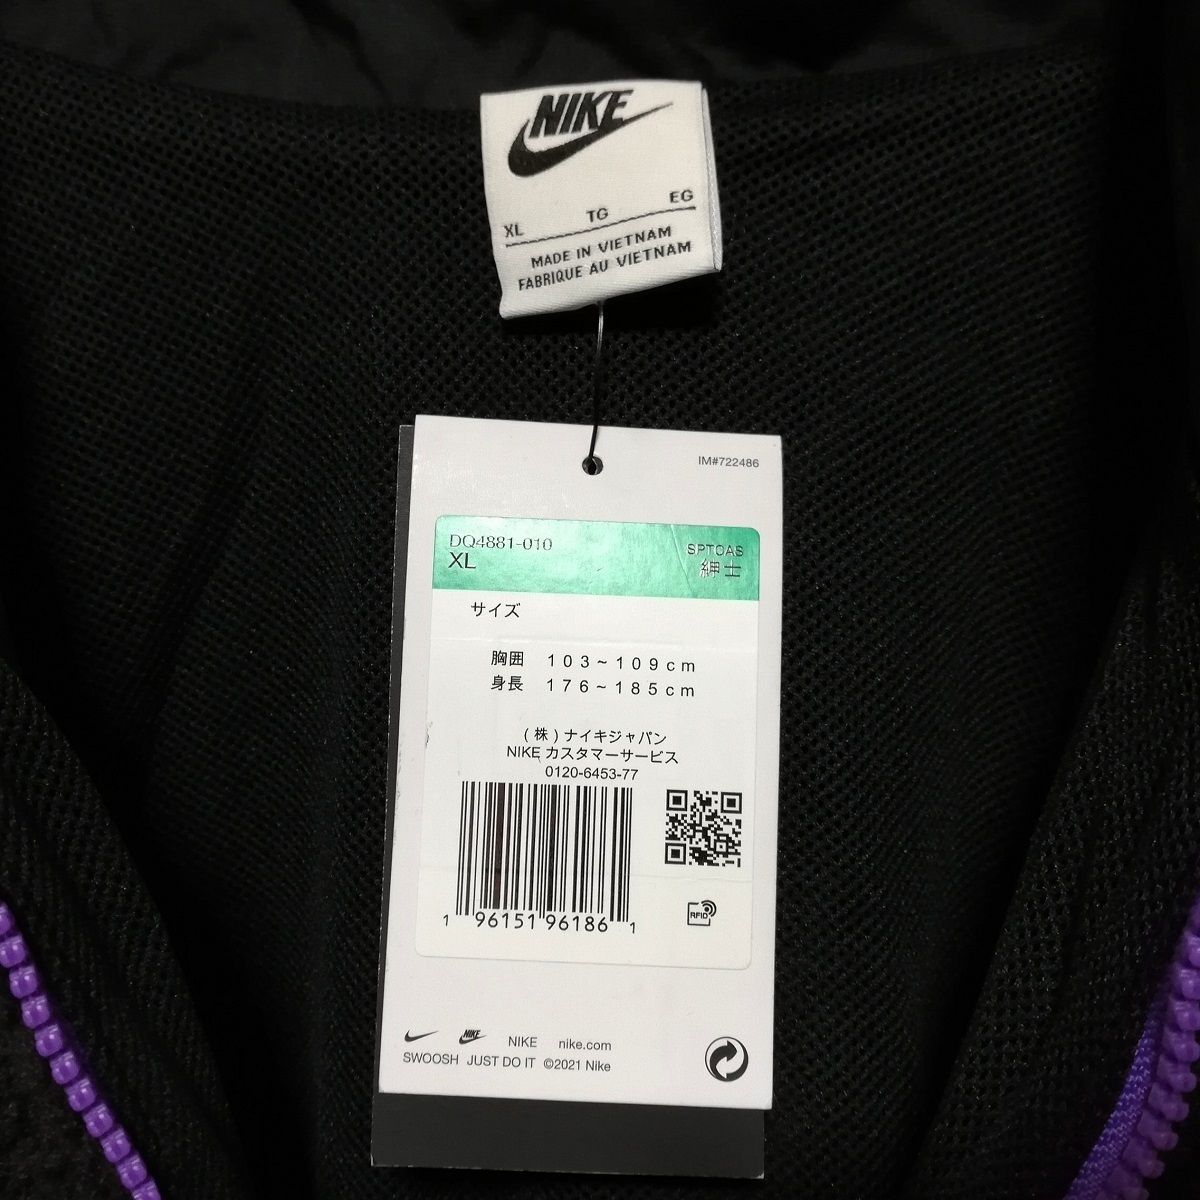 NIKE
XL TG EG
MADE IN VIETNAM
FABRIQUE AU VIETNAM
IM#722486
DQ4881-010 SPTOAS
XL 紳士
サイズ
胸囲 103~109cm
身長 176~185cm
(株)ナイキジャパン
NIKE カスタマーサービス
0120-6453-77
1 96151 96186 1
RFID
NIKE NIKE nike.com
SWOOSH JUST DO IT ©2021 Nike